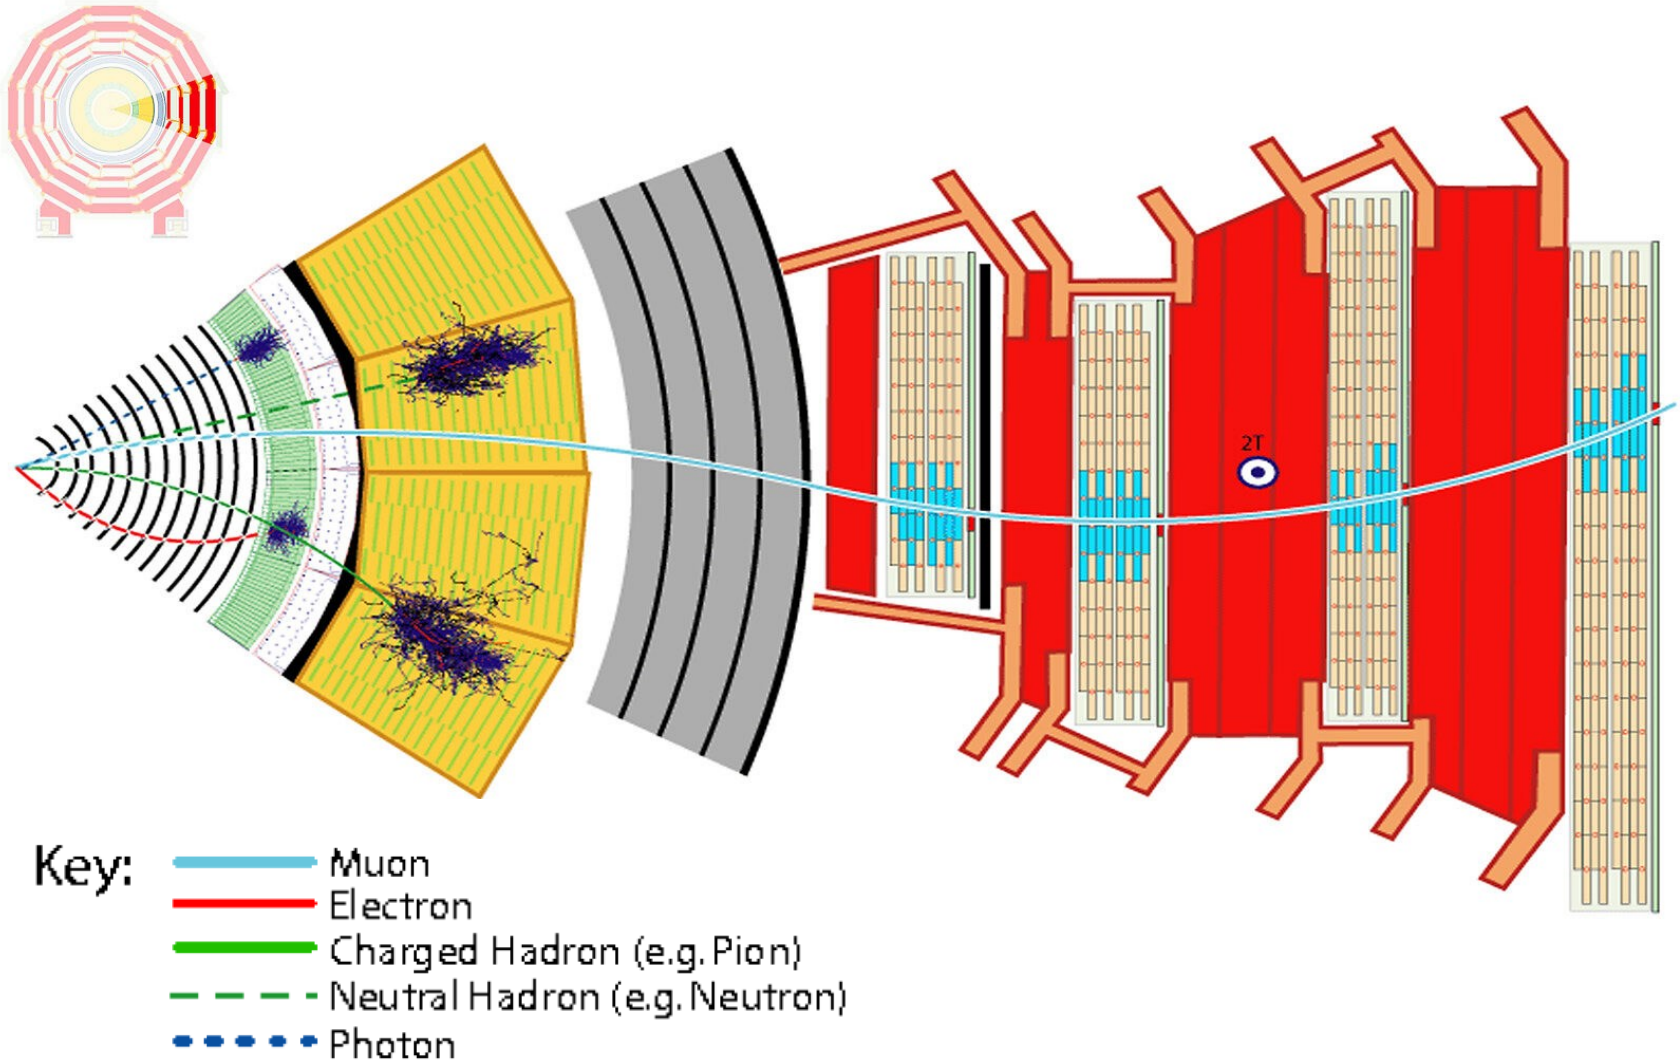 2T
Key:
Muon
Electron
Charged Hadron (e.g. Pion)
Neutral Hadron (e.g. Neutron)
Photon